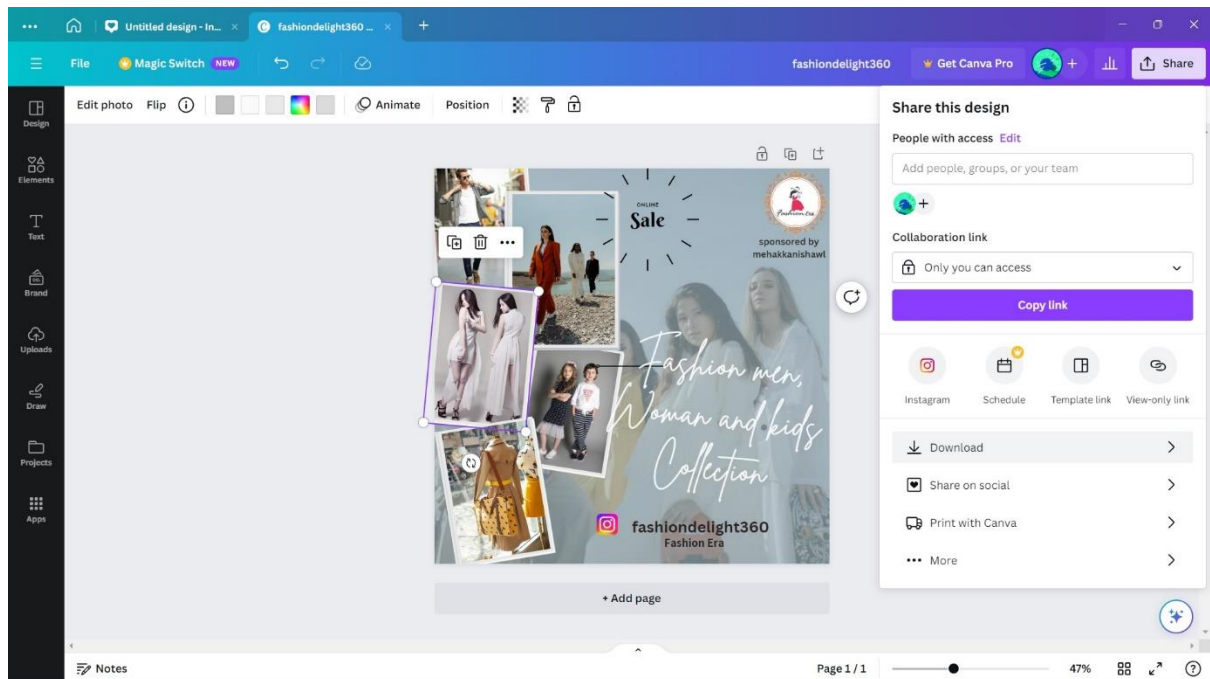 Untitled design - In...
fashiondelight360 ...
File
Magic Switch NEW
fashiondelight360
Get Canva Pro
Share
Edit photo Flip
Animate
Position
Design
Elements
Text
Brand
Uploads
Draw
Projects
Apps
ONLINE
Sale
Fashion Era
sponsored by
mehakkanishawl
Fashion men,
Woman and kids
Collection
fashiondelight360
Fashion Era
+ Add page
Share this design
People with access Edit
Add people, groups, or your team
Collaboration link
Only you can access
Copy link
Instagram Schedule Template link View-only link
Download
Share on social
Print with Canva
More
Notes
Page 1 / 1
47%